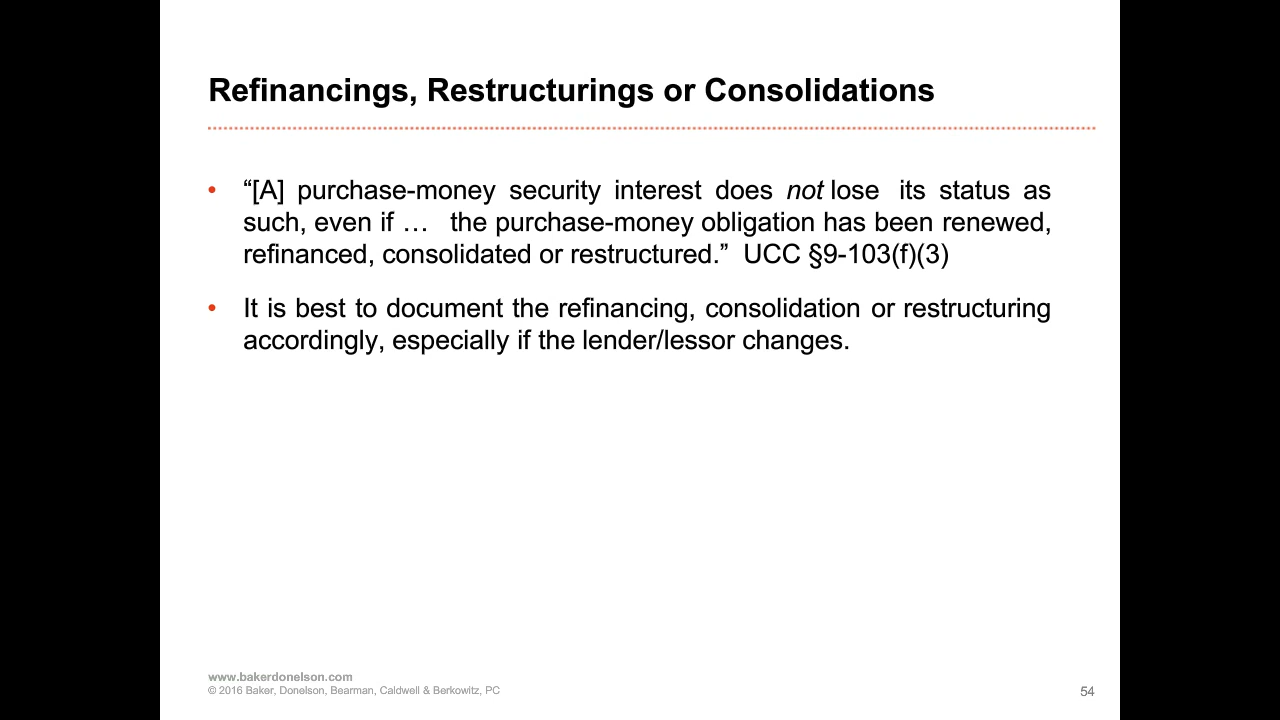 Refinancings, Restructurings or Consolidations
• “[A] purchase-money security interest does not lose its status as
such, even if … the purchase-money obligation has been renewed,
refinanced, consolidated or restructured.” UCC §9-103(f)(3)
• It is best to document the refinancing, consolidation or restructuring
accordingly, especially if the lender/lessor changes.
www.bakerdonelson.com
© 2016 Baker, Donelson, Bearman, Caldwell & Berkowitz, PC
54